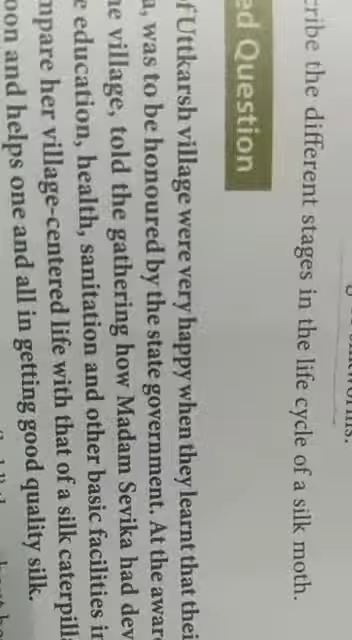 silkworms.
cribe the different stages in the life cycle of a silk moth.
ed Question
f Uttkarsh village were very happy when they learnt that thei
a, was to be honoured by the state government. At the awar
he village, told the gathering how Madam Sevika had dev
e education, health, sanitation and other basic facilities in
mpare her village-centered life with that of a silk caterpill
oon and helps one and all in getting good quality silk.